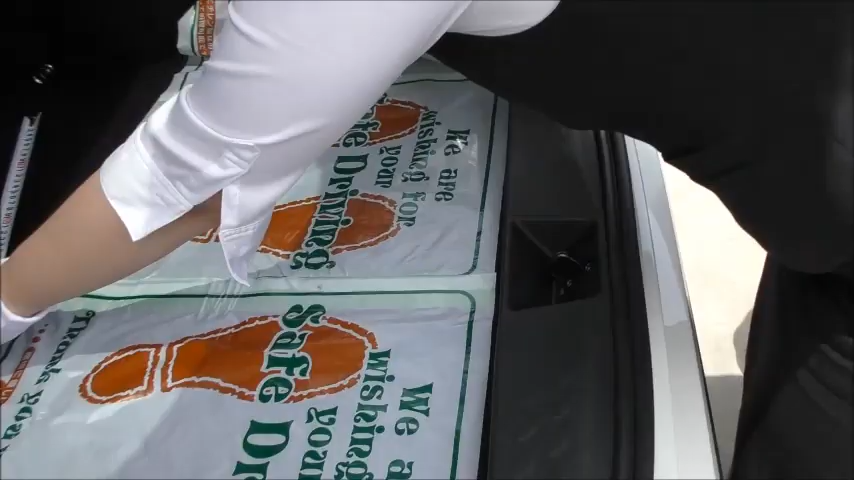 We are
wishing for
your
Safe Driving
We are
wishing
your
Safe Dr
Thank
you